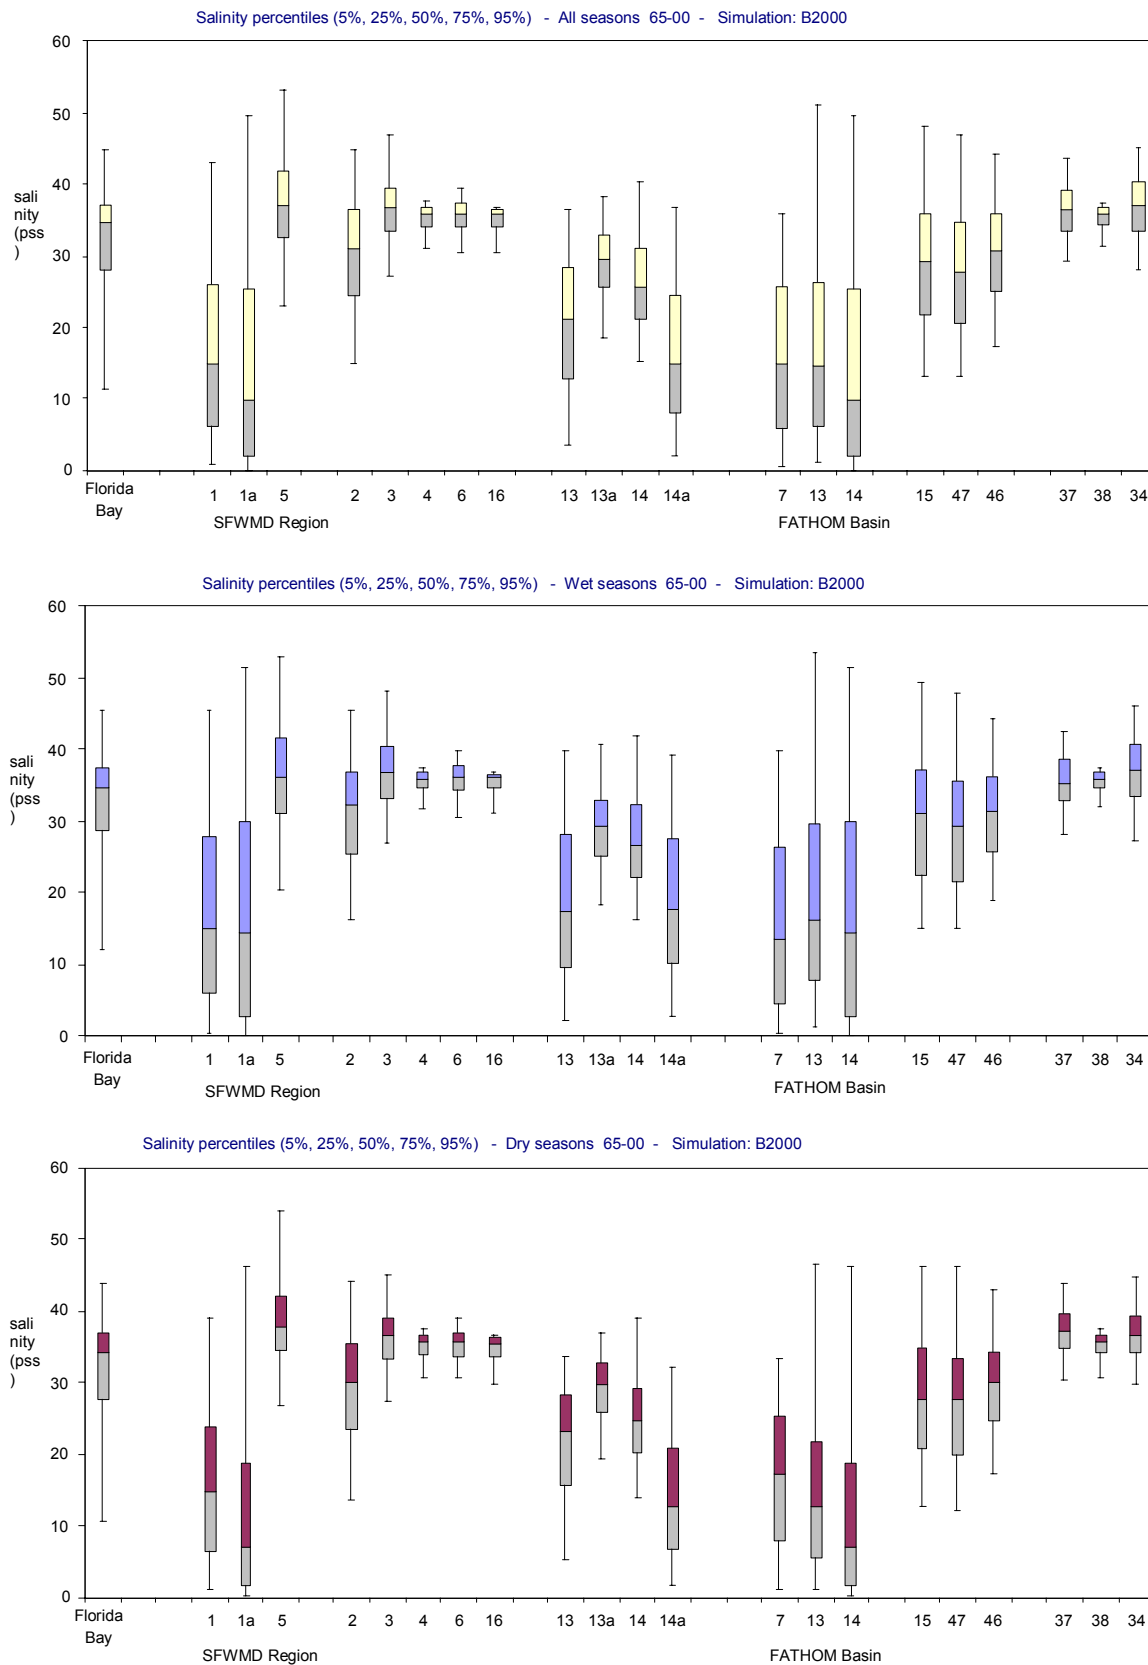 Salinity percentiles (5%, 25%, 50%, 75%, 95%) - All seasons 65-00 - Simulation: B2000
60
50
40
sali
nity
(pss
)
30
20
10
0
Florida
Bay
1 1a 5 2 3 4 6 16 13 13a 14 14a 7 13 14 15 47 46 37 38 34
SFWMD Region FATHOM Basin
Salinity percentiles (5%, 25%, 50%, 75%, 95%) - Wet seasons 65-00 - Simulation: B2000
60
50
40
sali
nity
(pss
)
30
20
10
0
Florida
Bay
1 1a 5 2 3 4 6 16 13 13a 14 14a 7 13 14 15 47 46 37 38 34
SFWMD Region FATHOM Basin
Salinity percentiles (5%, 25%, 50%, 75%, 95%) - Dry seasons 65-00 - Simulation: B2000
60
50
40
sali
nity
(pss
)
30
20
10
0
Florida
Bay
1 1a 5 2 3 4 6 16 13 13a 14 14a 7 13 14 15 47 46 37 38 34
SFWMD Region FATHOM Basin